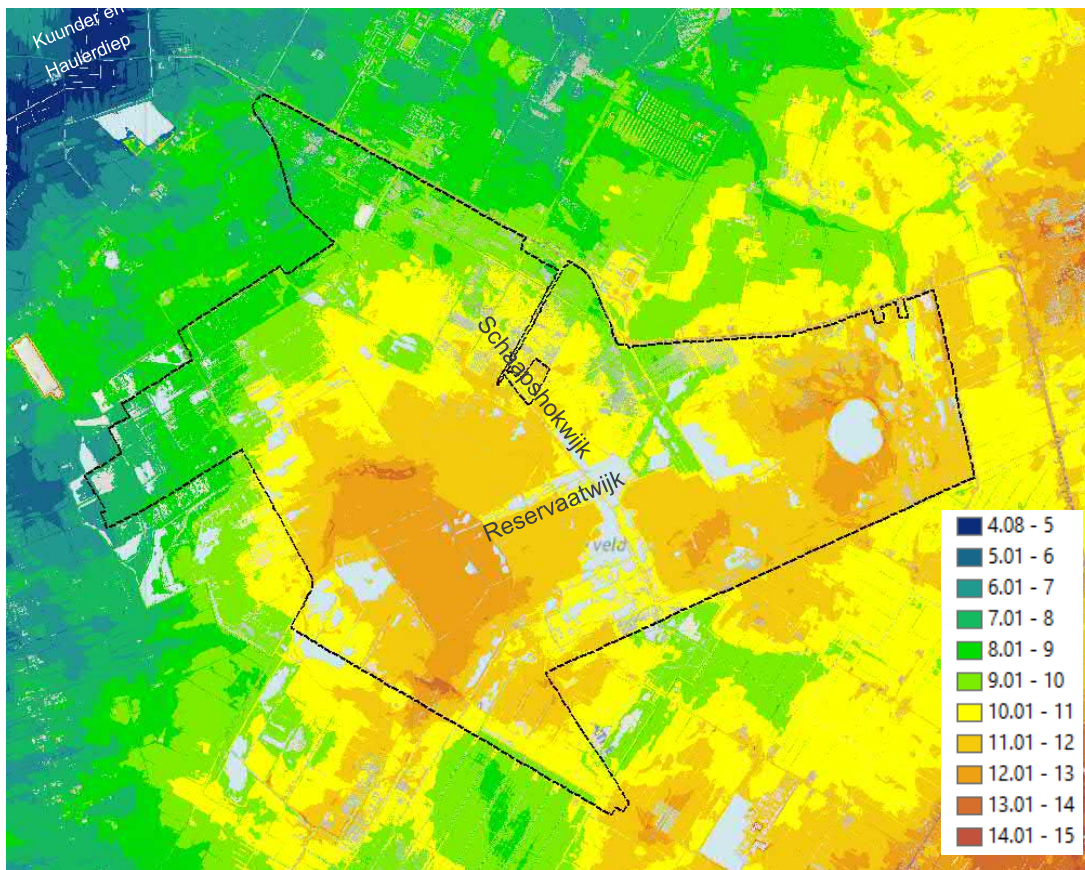 Kuunder en
Haulerdiep
Schaapshokwijk
Reservaatwijk
veld
4.08 - 5
5.01 - 6
6.01 - 7
7.01 - 8
8.01 - 9
9.01 - 10
10.01 - 11
11.01 - 12
12.01 - 13
13.01 - 14
14.01 - 15